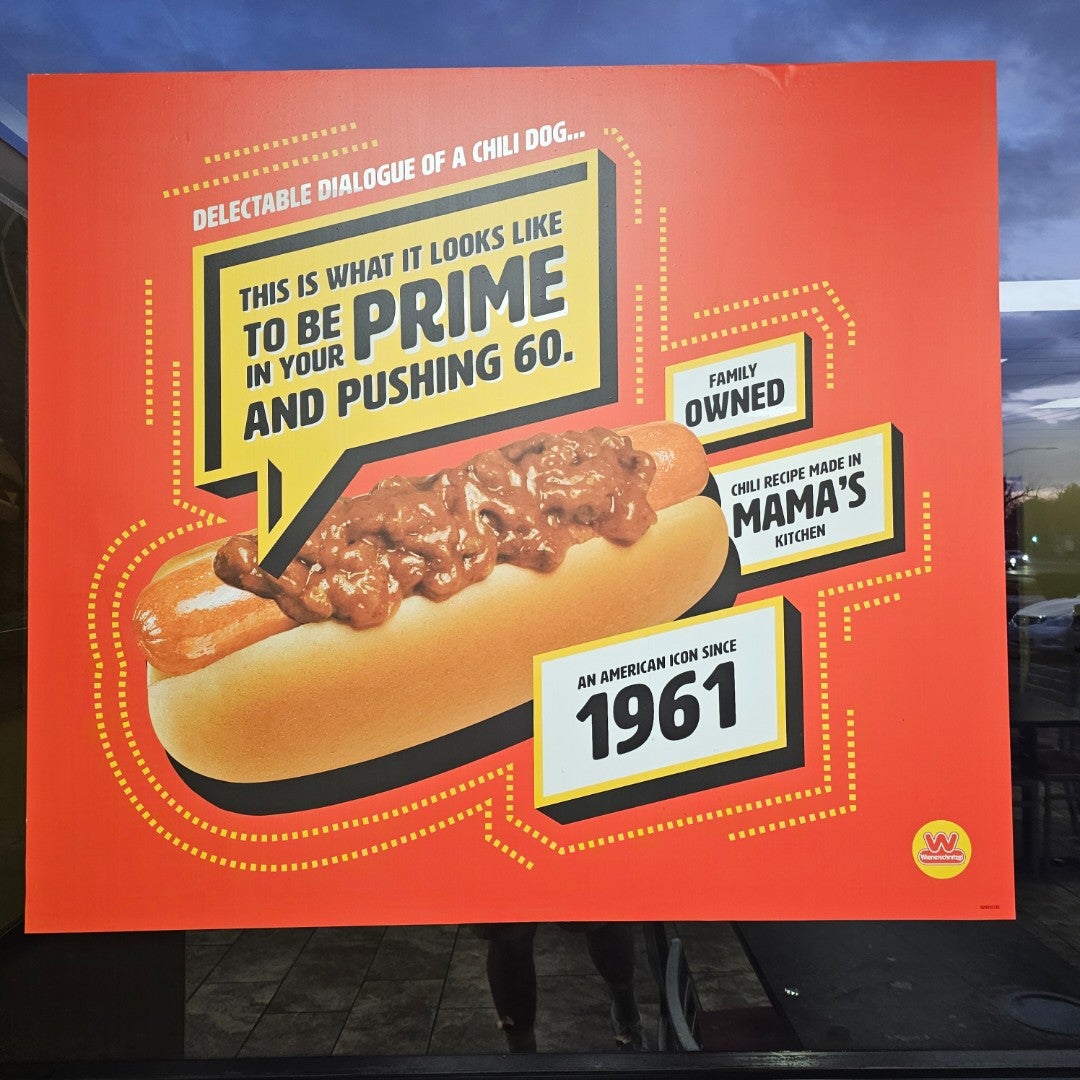 DELECTABLE DIALOGUE OF A CHILI DOG...
THIS IS WHAT IT LOOKS LIKE
TO BE
IN YOUR
PRIME
AND PUSHING 60.
FAMILY
OWNED
CHILI RECIPE MADE IN
MAMA'S
KITCHEN
AN AMERICAN ICON SINCE
1961
W
Wienerschnitzel